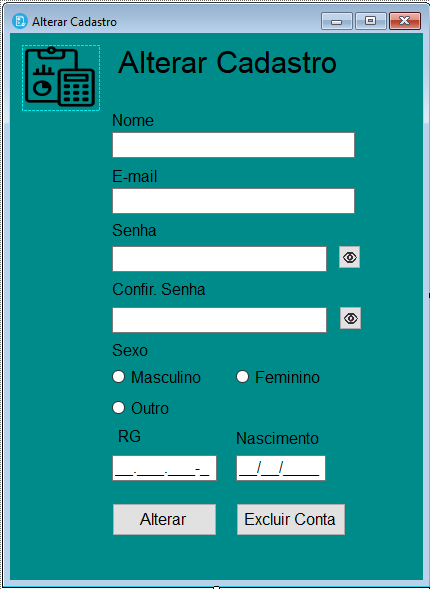 Alterar Cadastro
Alterar Cadastro
Nome
E-mail
Senha
Confir. Senha
Sexo
Masculino Feminino
Outro
RG Nascimento
__.___.___-_ __/__/____
Alterar Excluir Conta